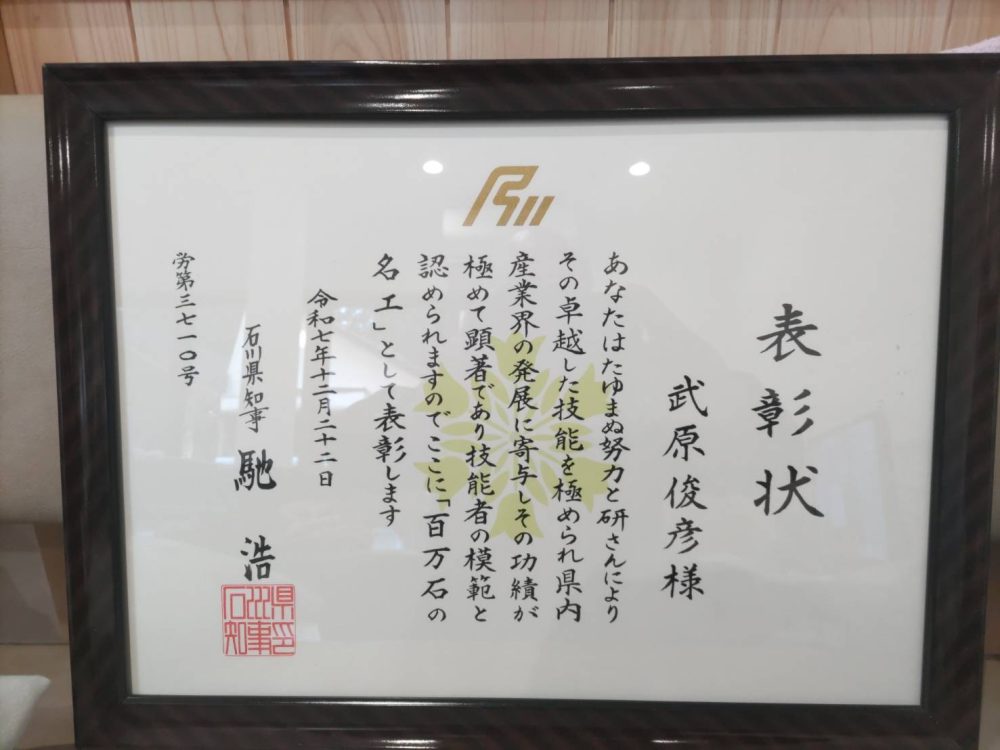 表彰状
武原俊彦様
あなたはたゆまぬ努力と研さんにより
その卓越した技能を極められ県内
産業界の発展に寄与しその功績が
極めて顕著であり技能者の模範と
認められますのでここに「百万石の
名工」として表彰します
令和七年十二月二十二日
石川県知事 馳浩
石川県知事印
労第三七一〇号